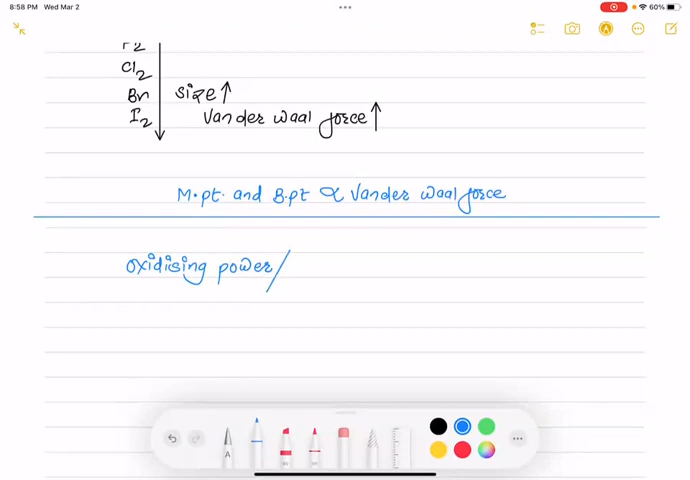 8:58 PM Wed Mar 2
60%
F2
Cl2
Br
Size ↑
I2
Vander waal force ↑
M.pt. and B.pt ∝ Vander waal force
oxidising power/
A